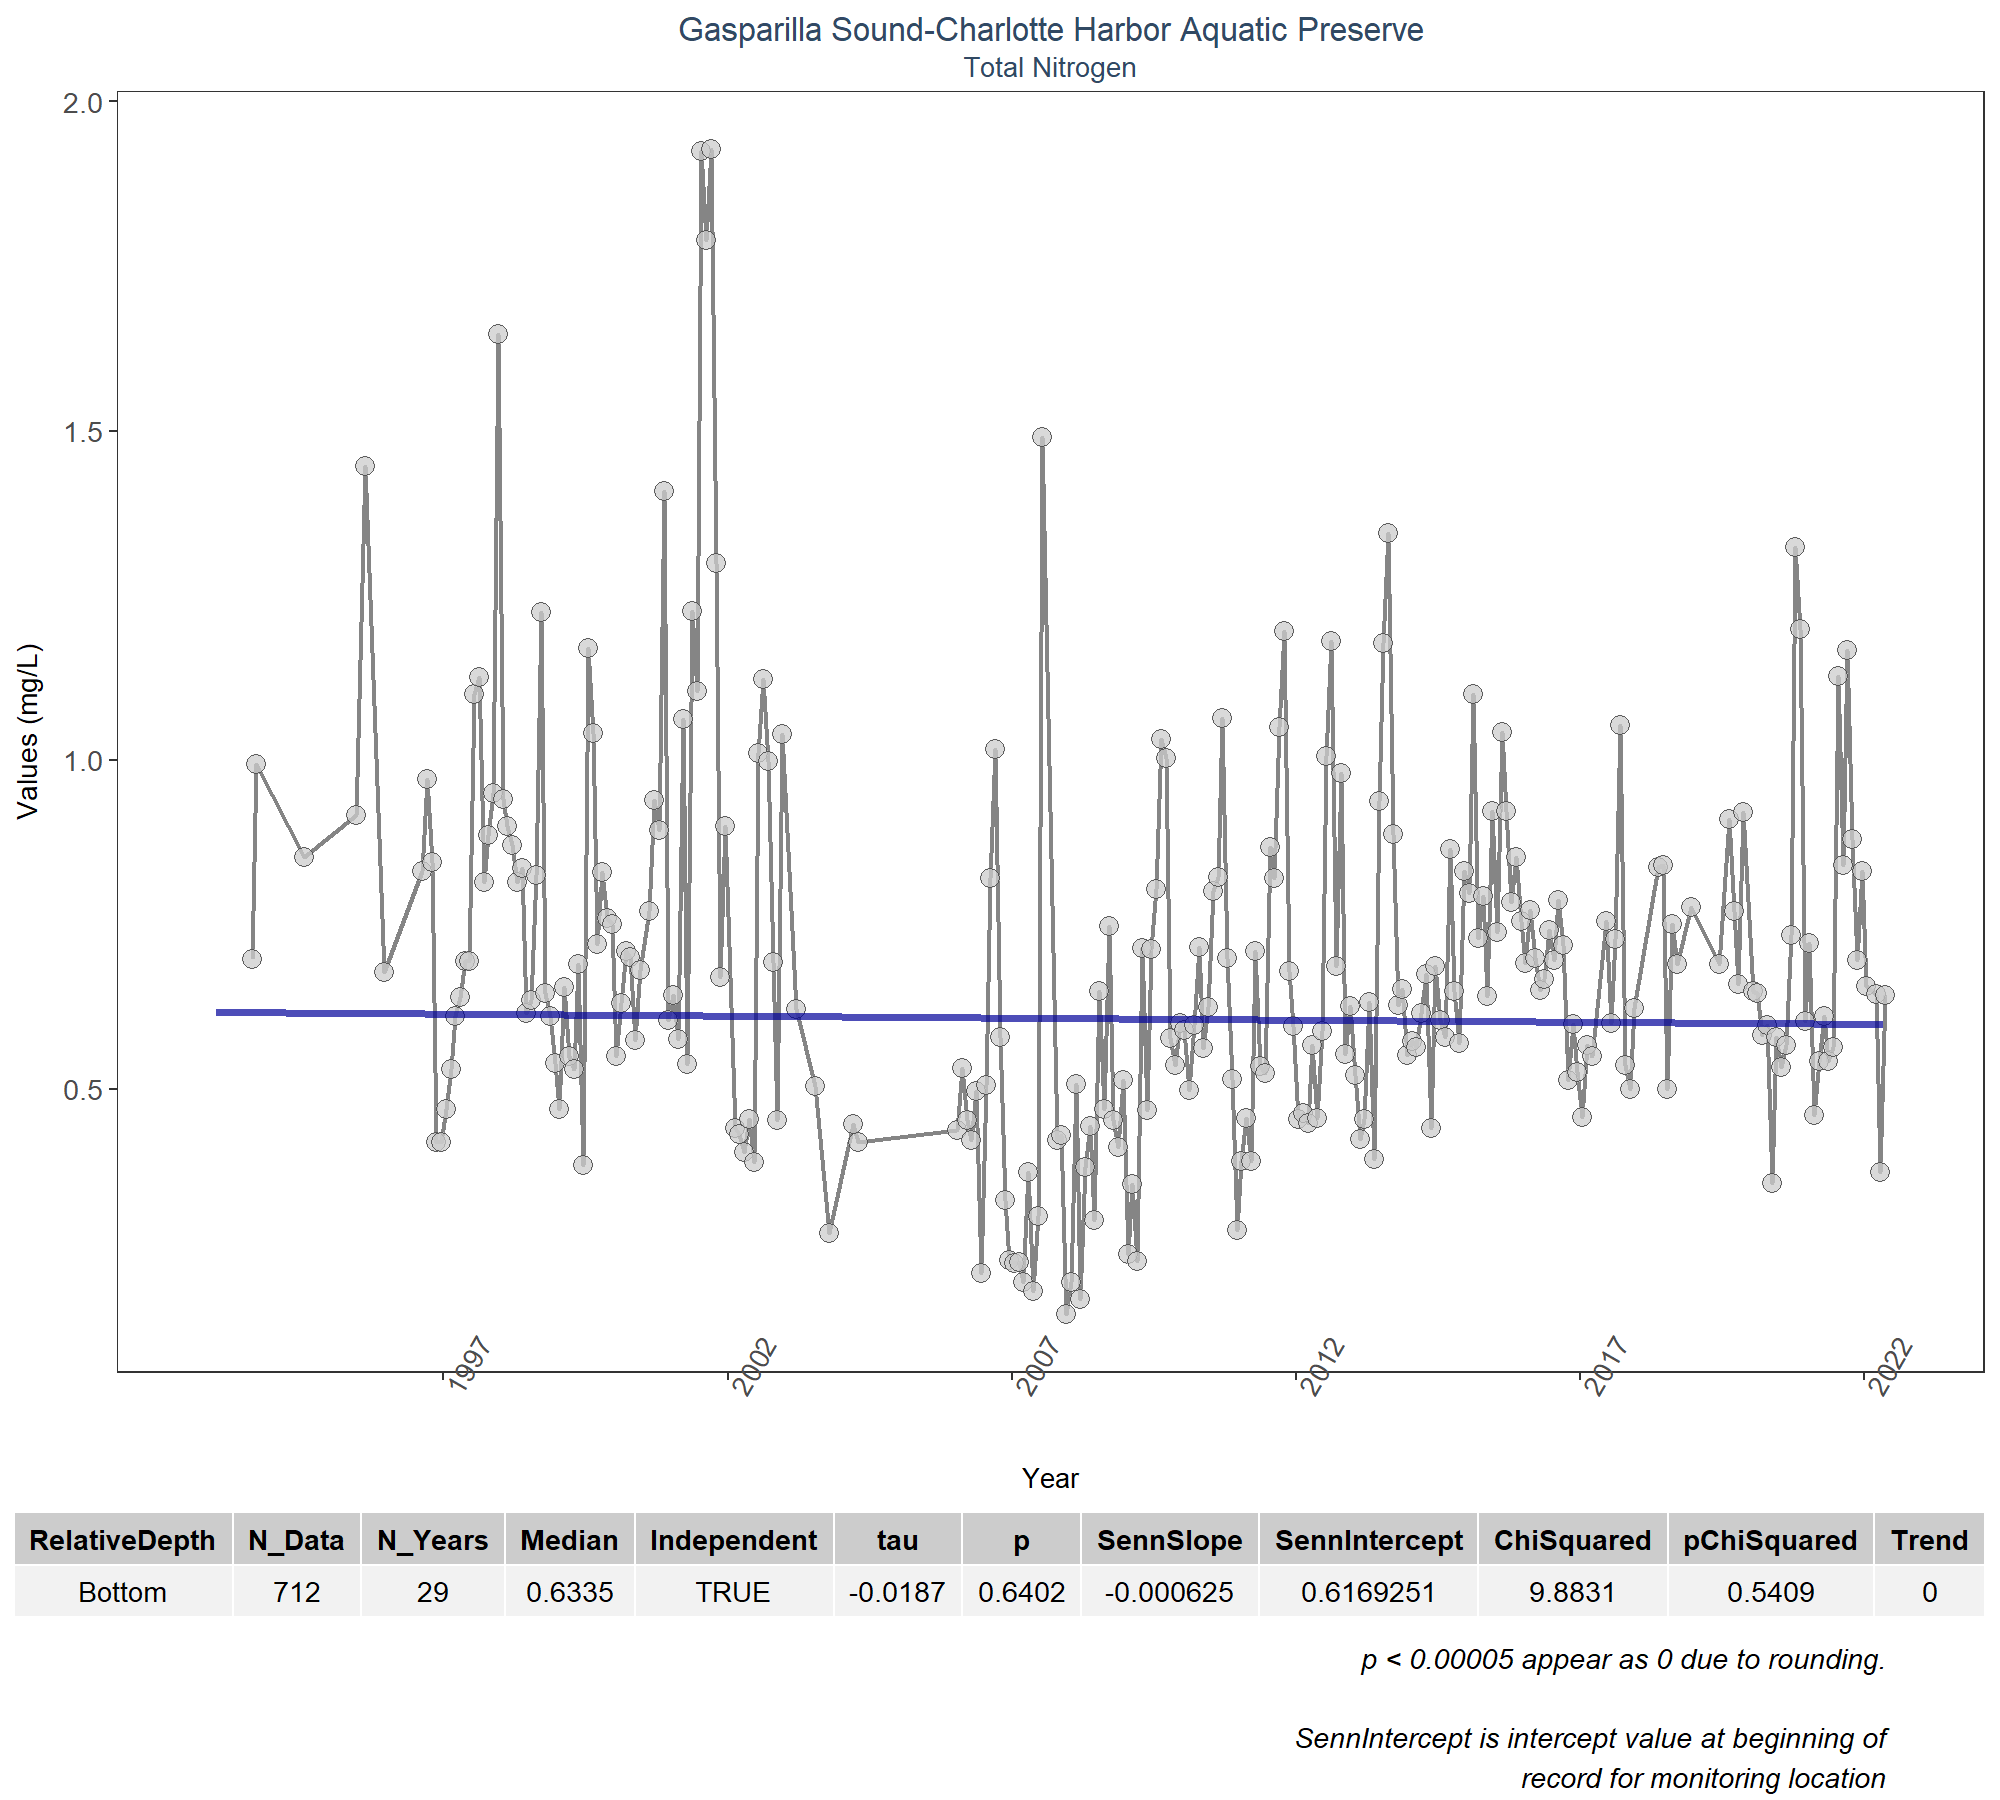 Gasparilla Sound-Charlotte Harbor Aquatic Preserve
Total Nitrogen
2.0
1.5
1.0
0.5
Values (mg/L)
1997 2002 2007 2012 2017 2022
Year
RelativeDepth N_Data N_Years Median Independent tau p SennSlope SennIntercept ChiSquared pChiSquared Trend
Bottom 712 29 0.6335 TRUE -0.0187 0.6402 -0.000625 0.6169251 9.8831 0.5409 0
p < 0.00005 appear as 0 due to rounding.
SennIntercept is intercept value at beginning of
record for monitoring location